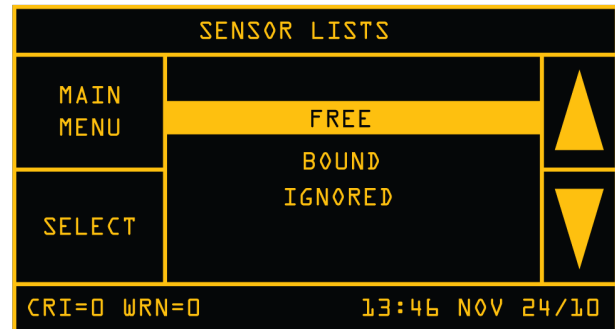 SENSOR LISTS
MAIN
MENU
FREE
BOUND
IGNORED
SELECT
CRI=0 WRN=0 13:46 NOV 24/10